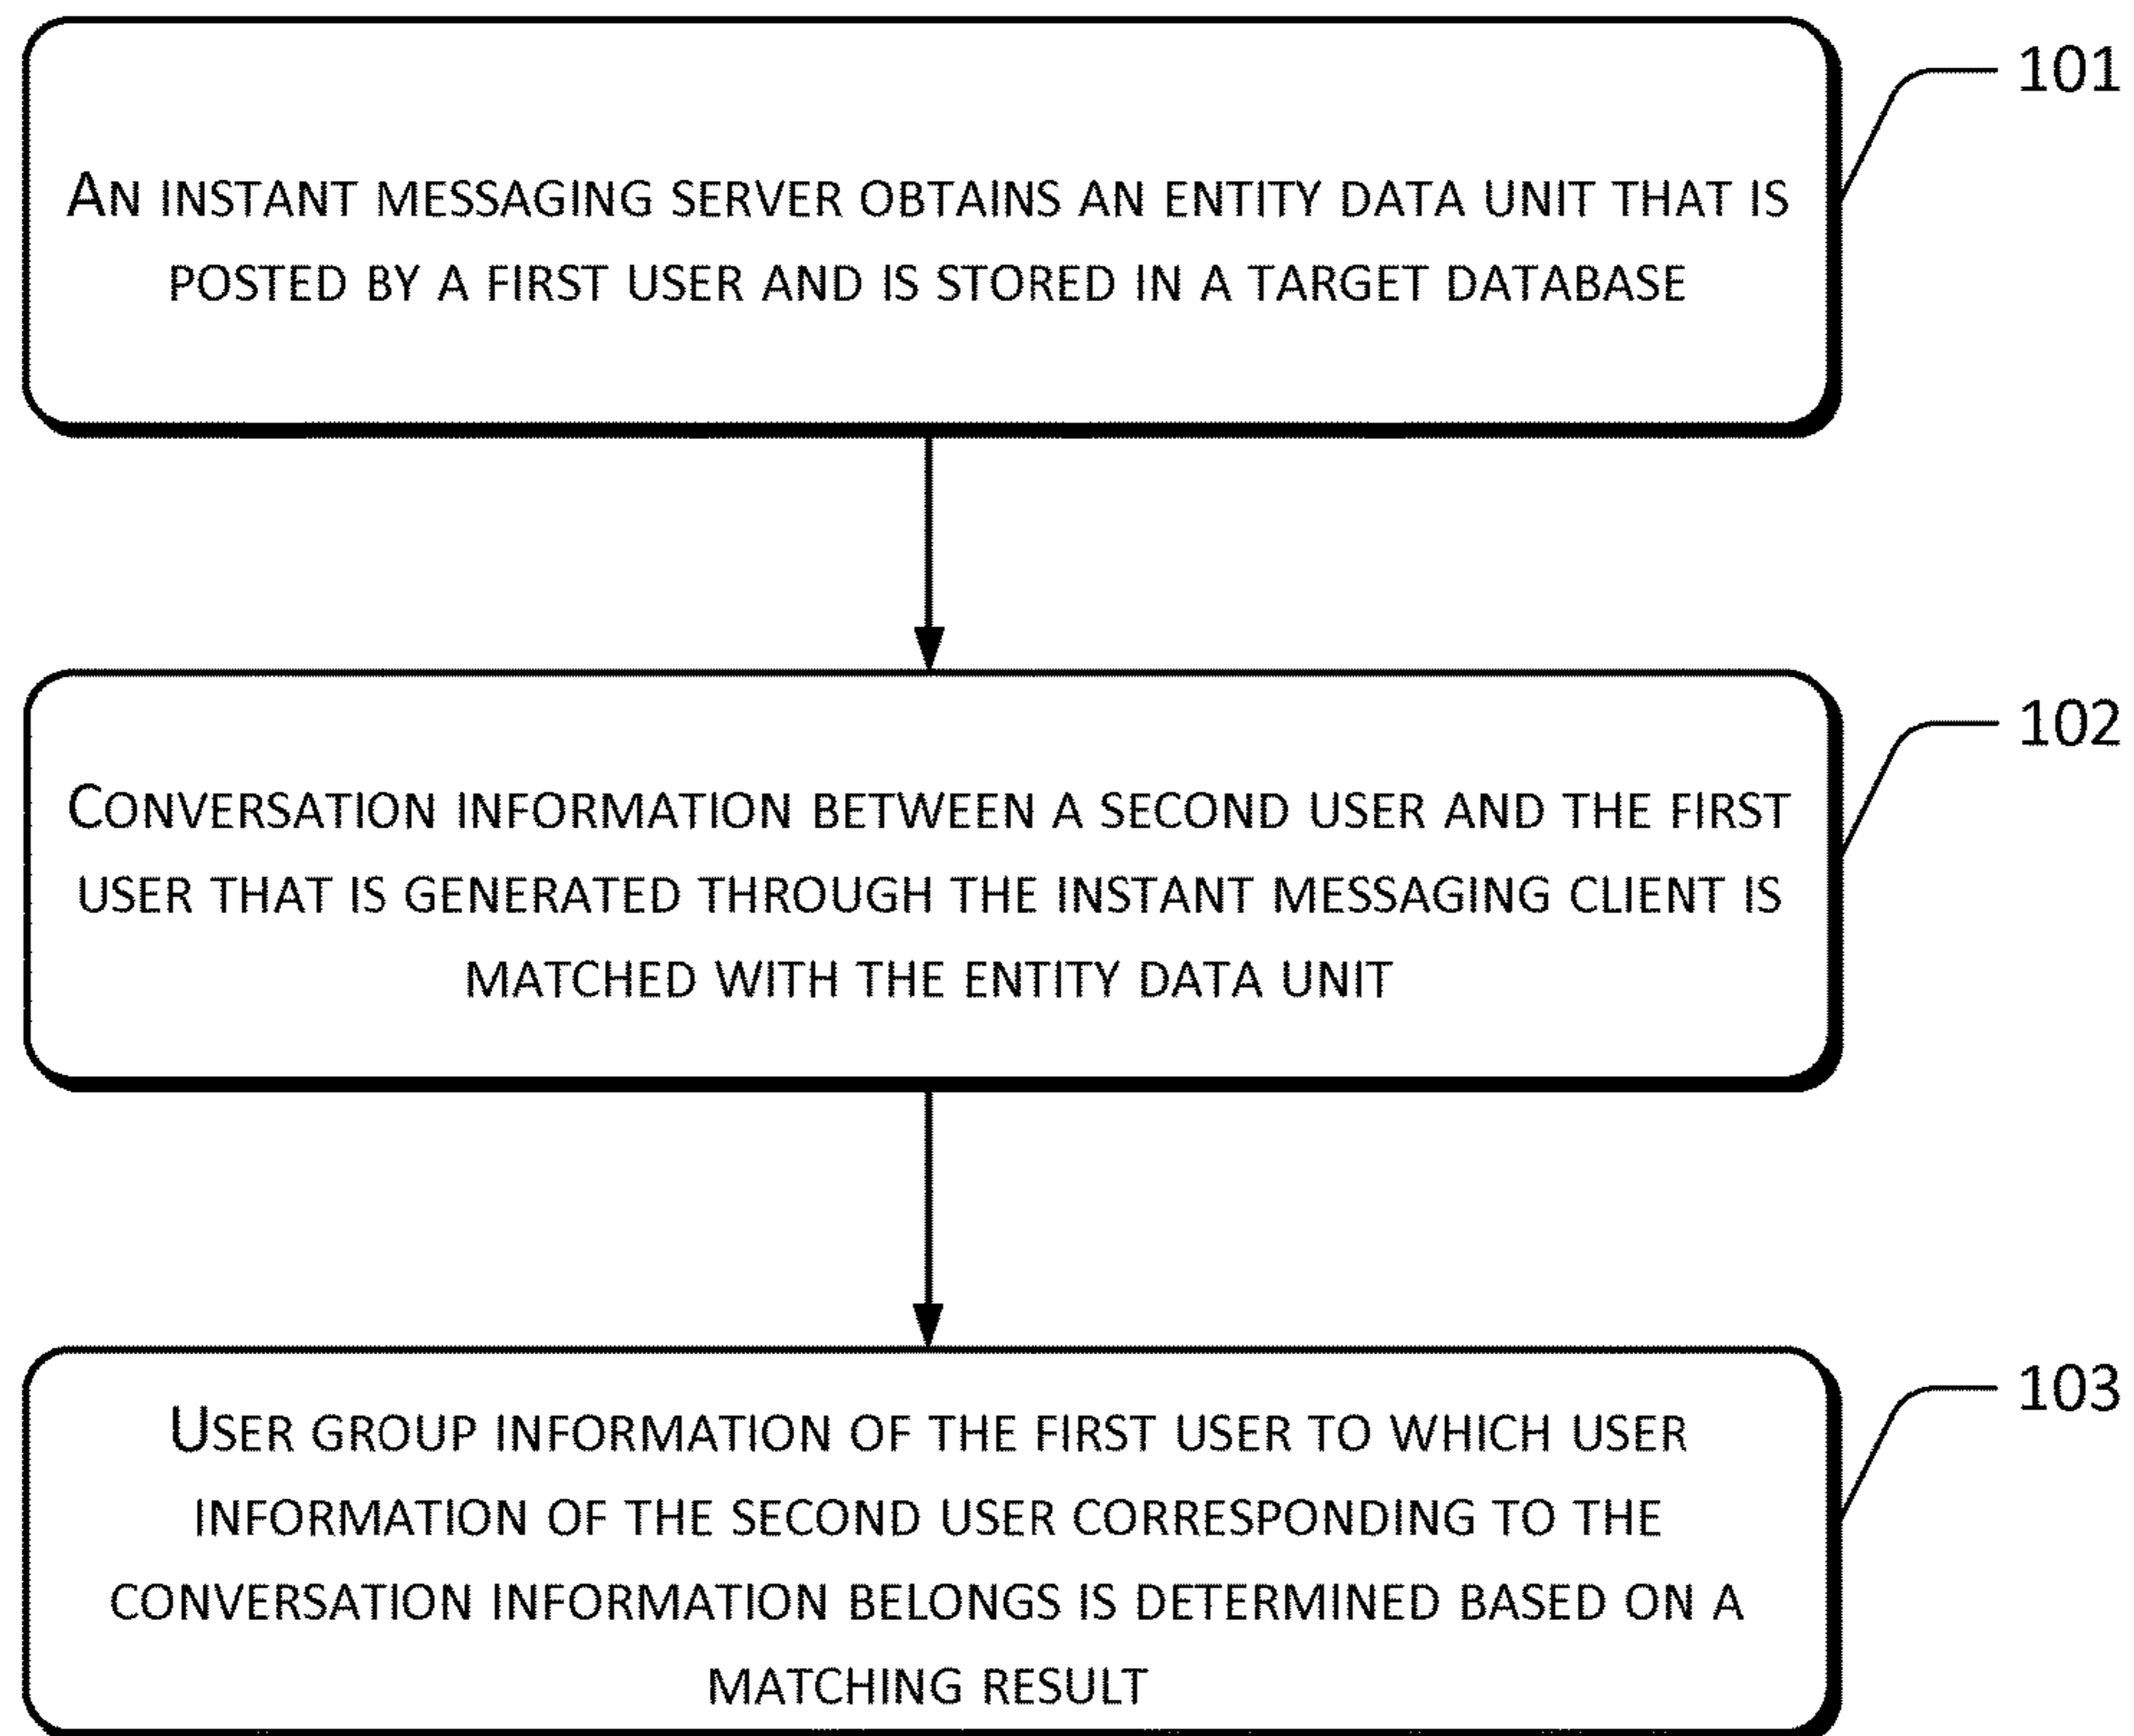 101
AN INSTANT MESSAGING SERVER OBTAINS AN ENTITY DATA UNIT THAT IS
POSTED BY A FIRST USER AND IS STORED IN A TARGET DATABASE
102
CONVERSATION INFORMATION BETWEEN A SECOND USER AND THE FIRST
USER THAT IS GENERATED THROUGH THE INSTANT MESSAGING CLIENT IS
MATCHED WITH THE ENTITY DATA UNIT
103
USER GROUP INFORMATION OF THE FIRST USER TO WHICH USER
INFORMATION OF THE SECOND USER CORRESPONDING TO THE
CONVERSATION INFORMATION BELONGS IS DETERMINED BASED ON A
MATCHING RESULT